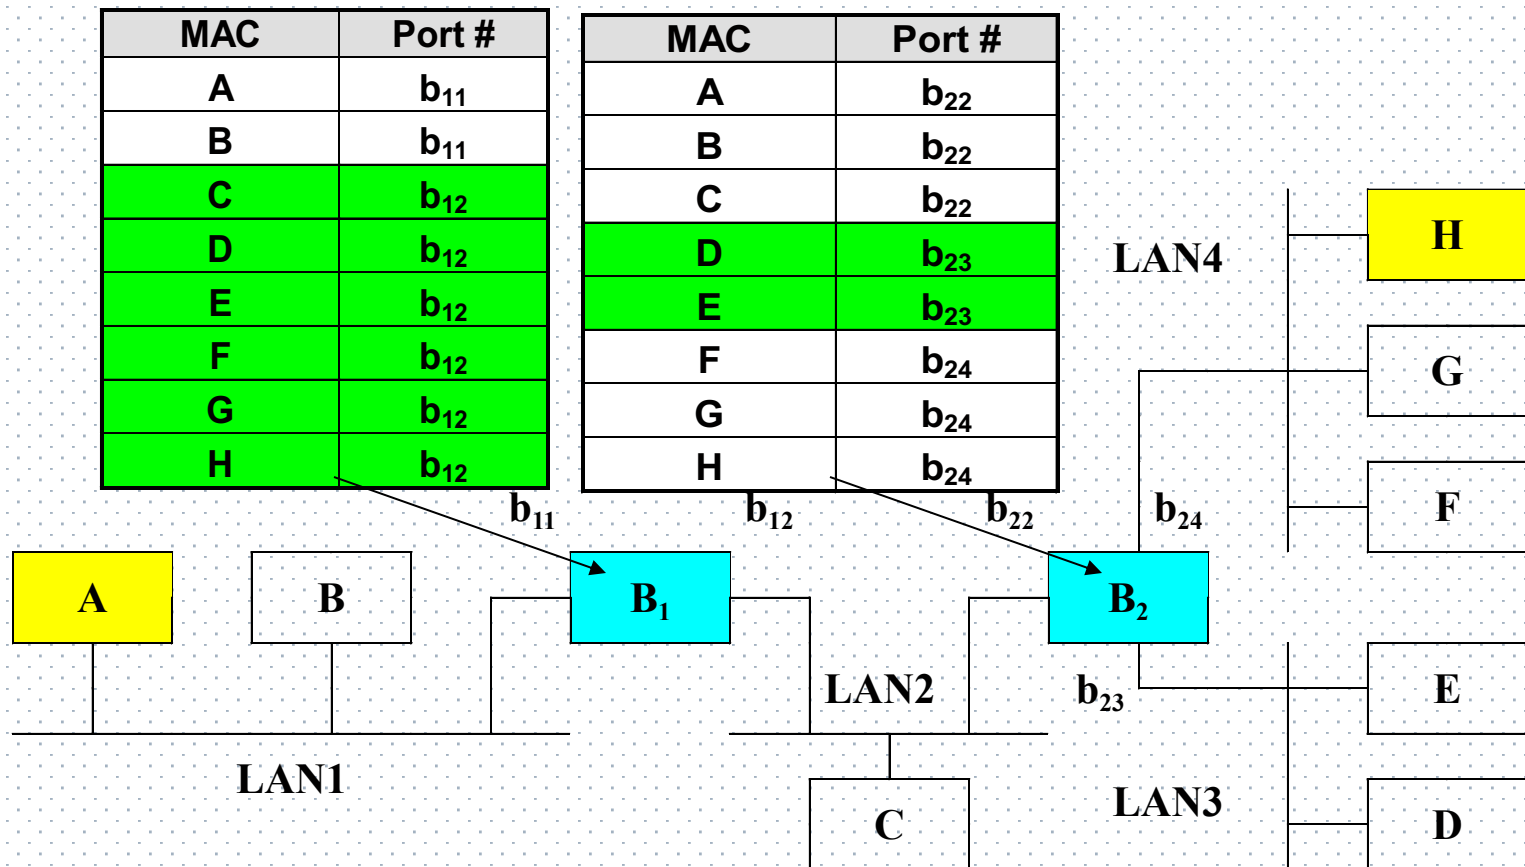 MAC Port #
A b₁₁
B b₁₁
C b₁₂
D b₁₂
E b₁₂
F b₁₂
G b₁₂
H b₁₂
MAC Port #
A b₂₂
B b₂₂
C b₂₂
D b₂₃
E b₂₃
F b₂₄
G b₂₄
H b₂₄
b₁₁ b₁₂ b₂₂ b₂₄
LAN4
H
G
F
A B B₁ B₂
LAN2 b₂₃ E
LAN1
C LAN3 D